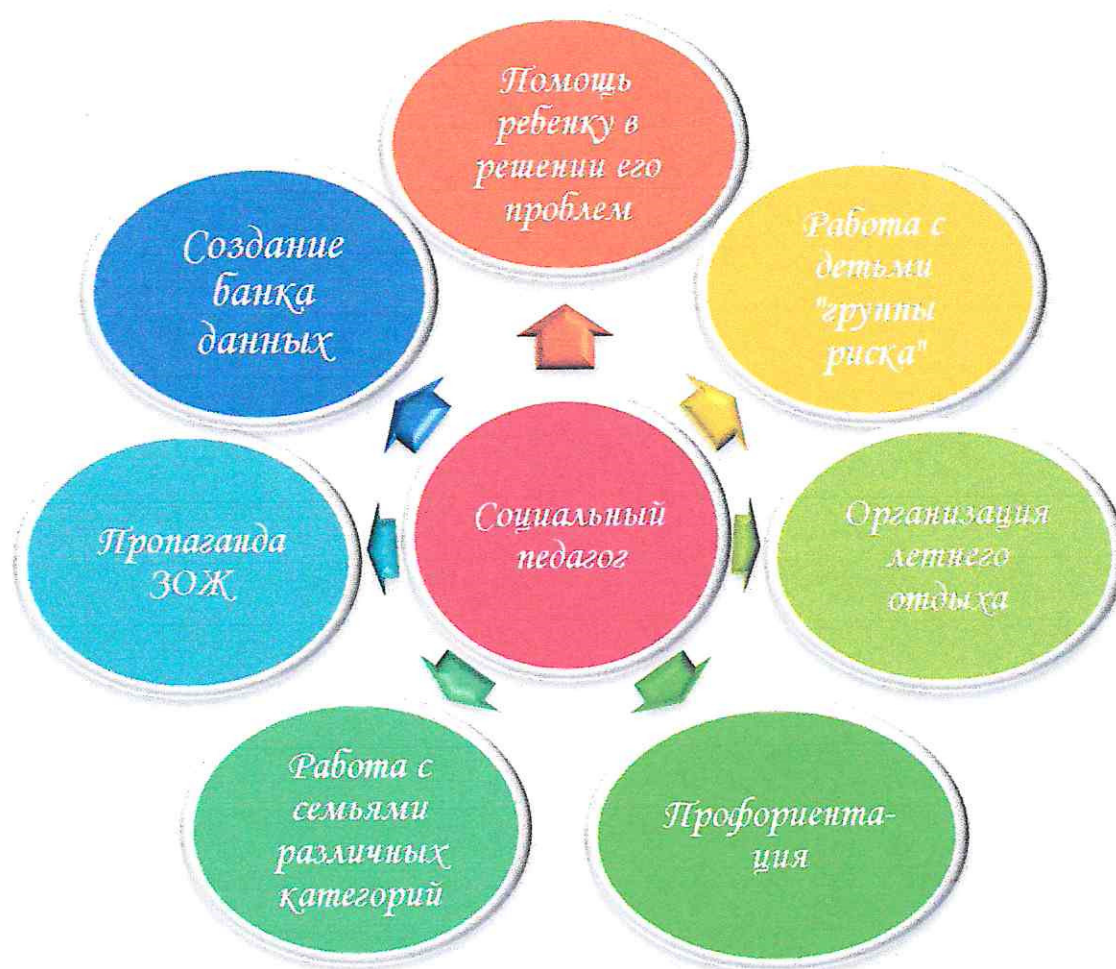 Помощь
ребенку в
решении его
проблем
Работа с
детьми
"группы
риска"
Организация
летнего
отдыха
Профориента-
ция
Работа с
семьями
различных
категорий
Пропаганда
ЗОЖ
Создание
банка
данных
Социальный
педагог